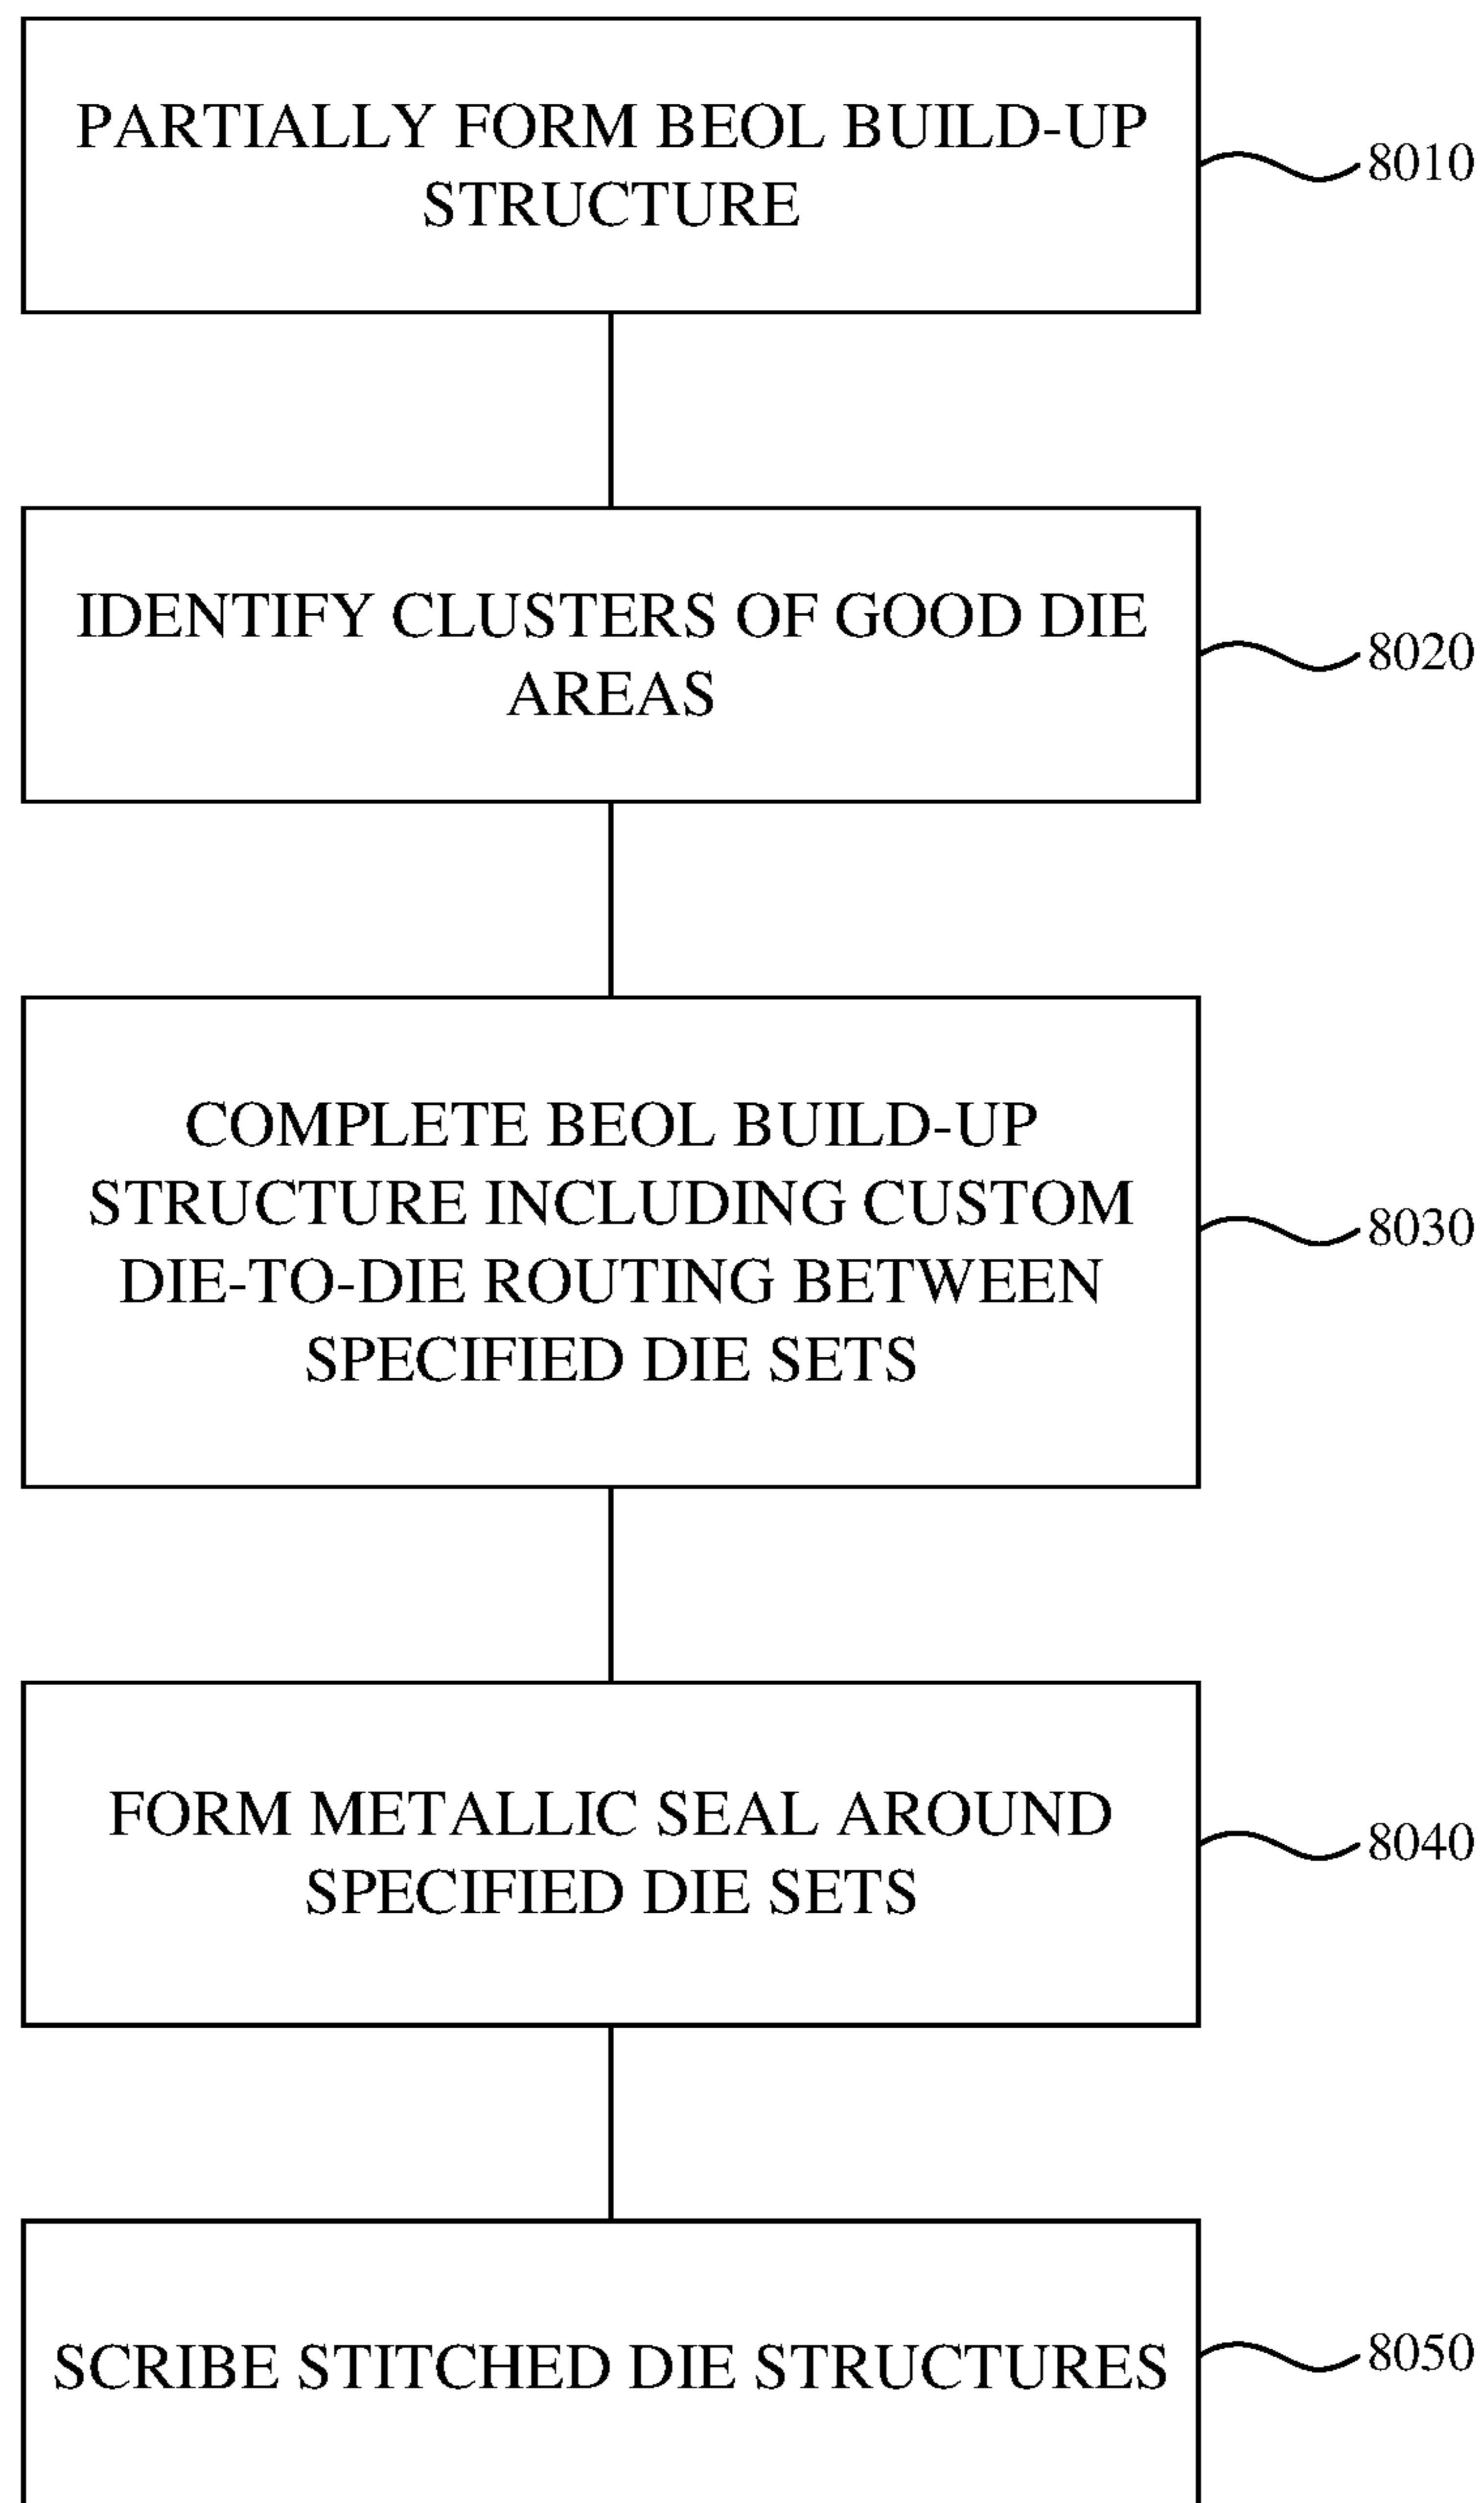 PARTIALLY FORM BEOL BUILD-UP
STRUCTURE
8010
IDENTIFY CLUSTERS OF GOOD DIE
AREAS
8020
COMPLETE BEOL BUILD-UP
STRUCTURE INCLUDING CUSTOM
DIE-TO-DIE ROUTING BETWEEN
SPECIFIED DIE SETS
8030
FORM METALLIC SEAL AROUND
SPECIFIED DIE SETS
8040
SCRIBE STITCHED DIE STRUCTURES
8050